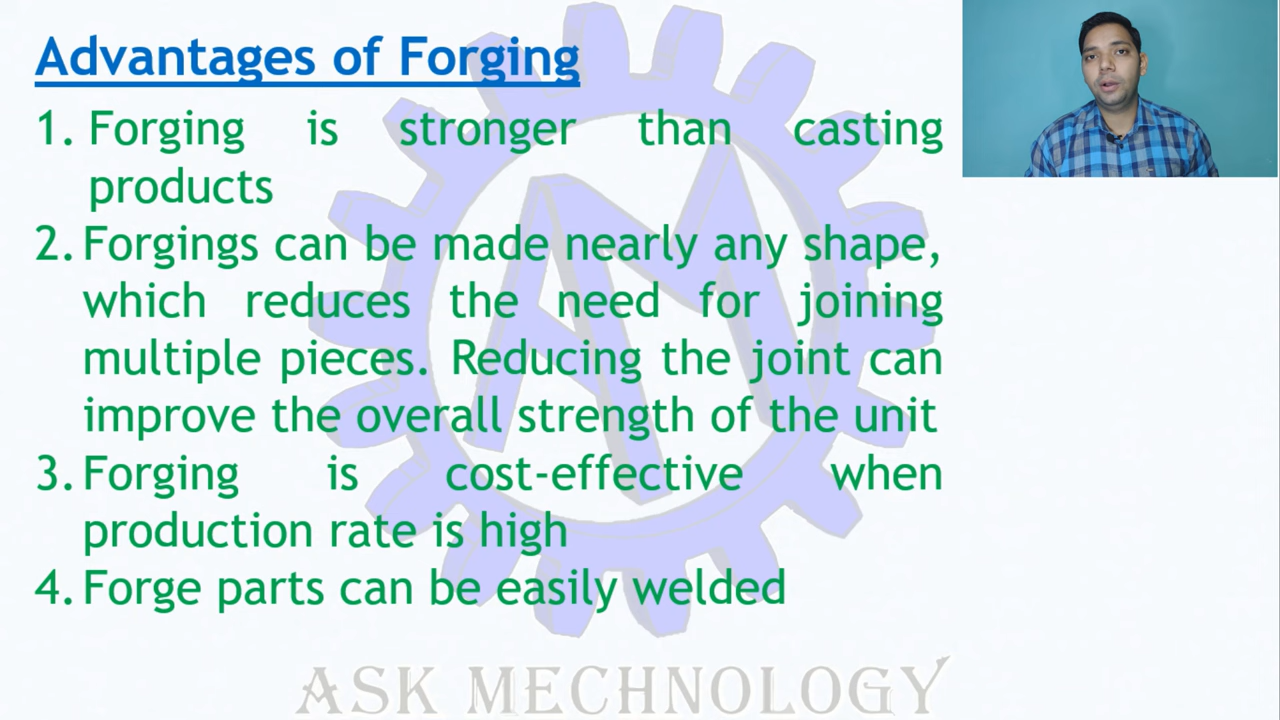 Advantages of Forging
1. Forging is stronger than casting
products
2. Forgings can be made nearly any shape,
which reduces the need for joining
multiple pieces. Reducing the joint can
improve the overall strength of the unit
3. Forging is cost-effective when
production rate is high
4. Forge parts can be easily welded
ASK MECHNOLOGY